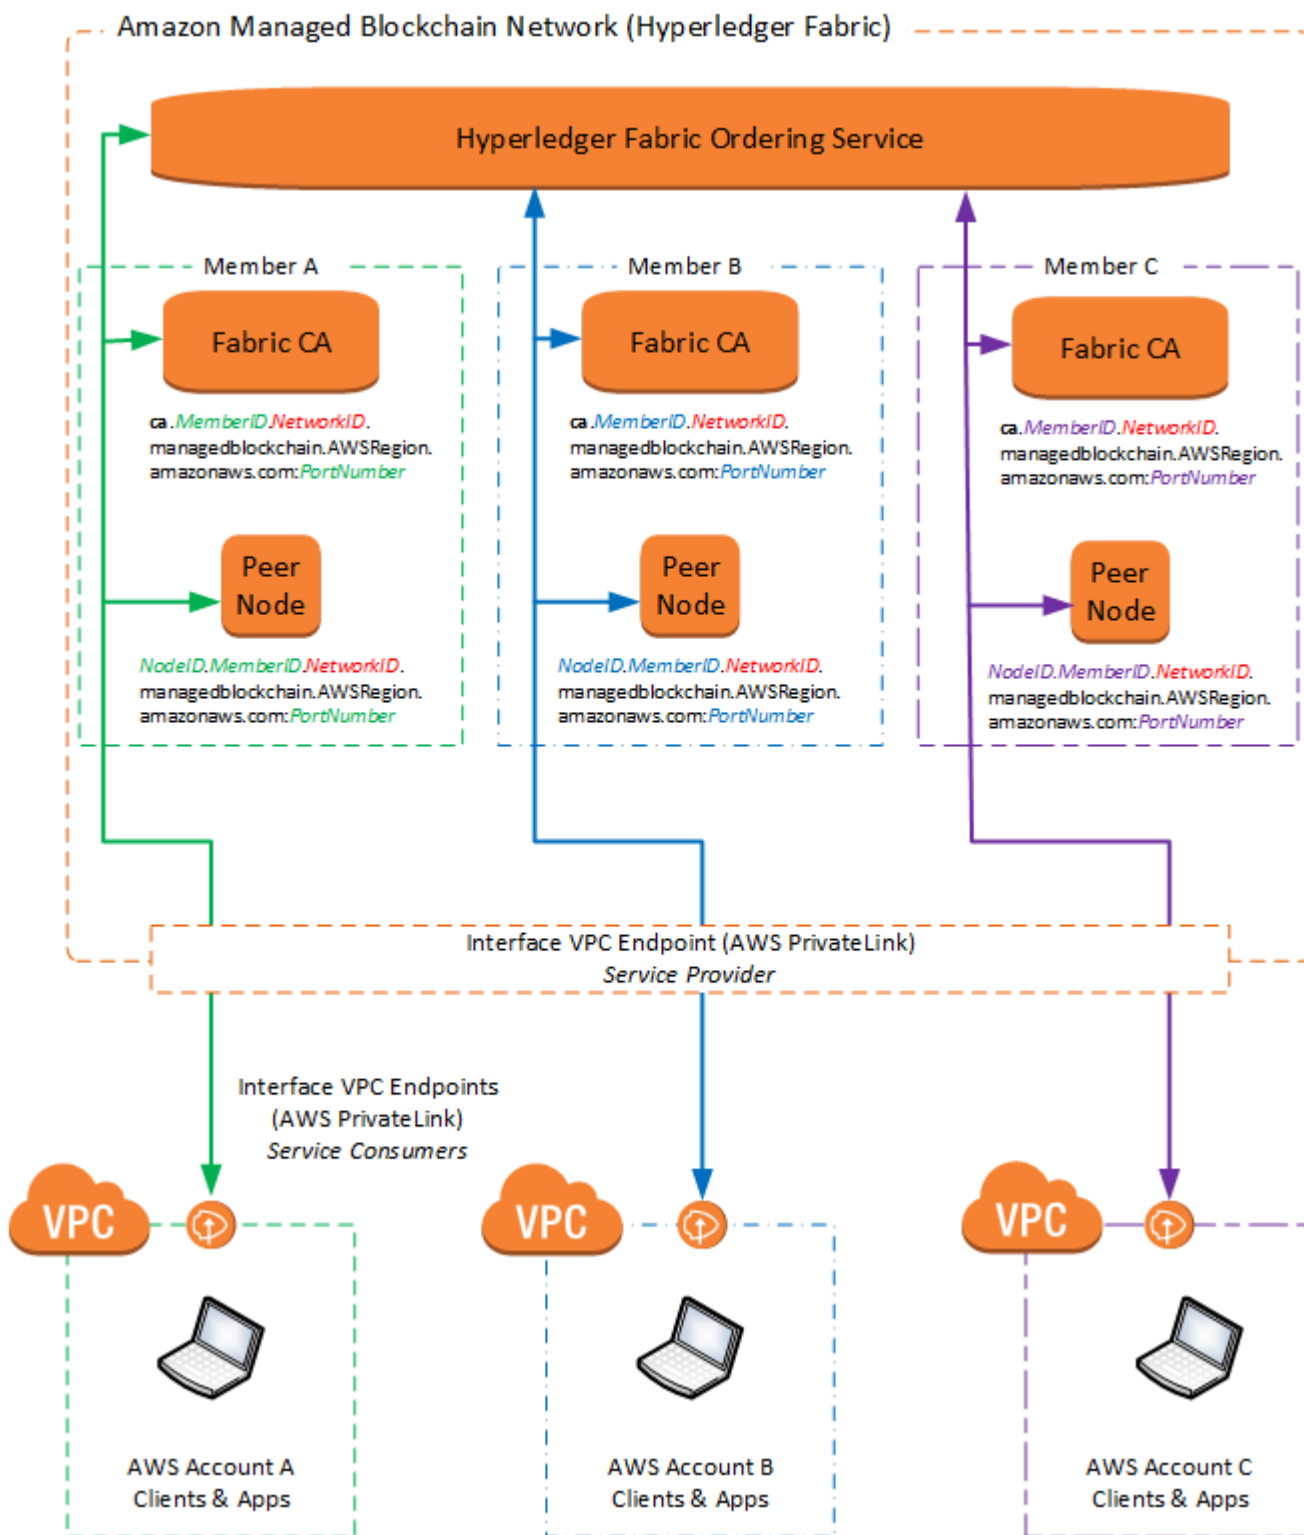 Amazon Managed Blockchain Network (Hyperledger Fabric)
Hyperledger Fabric Ordering Service
Member A
Fabric CA
ca.MemberID.NetworkID.
managedblockchain.AWSRegion.
amazonaws.com:PortNumber
Peer
Node
NodeID.MemberID.NetworkID.
managedblockchain.AWSRegion.
amazonaws.com:PortNumber
Member B
Fabric CA
ca.MemberID.NetworkID.
managedblockchain.AWSRegion.
amazonaws.com:PortNumber
Peer
Node
NodeID.MemberID.NetworkID.
managedblockchain.AWSRegion.
amazonaws.com:PortNumber
Member C
Fabric CA
ca.MemberID.NetworkID.
managedblockchain.AWSRegion.
amazonaws.com:PortNumber
Peer
Node
NodeID.MemberID.NetworkID.
managedblockchain.AWSRegion.
amazonaws.com:PortNumber
Interface VPC Endpoint (AWS PrivateLink)
Service Provider
Interface VPC Endpoints
(AWS PrivateLink)
Service Consumers
VPC
AWS Account A
Clients & Apps
VPC
AWS Account B
Clients & Apps
VPC
AWS Account C
Clients & Apps